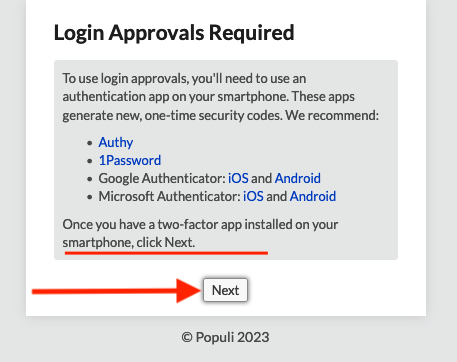 Login Approvals Required
To use login approvals, you'll need to use an
authentication app on your smartphone. These apps
generate new, one-time security codes. We recommend:
• Authy
• 1Password
• Google Authenticator: iOS and Android
• Microsoft Authenticator: iOS and Android
Once you have a two-factor app installed on your
smartphone, click Next.
Next
© Populi 2023